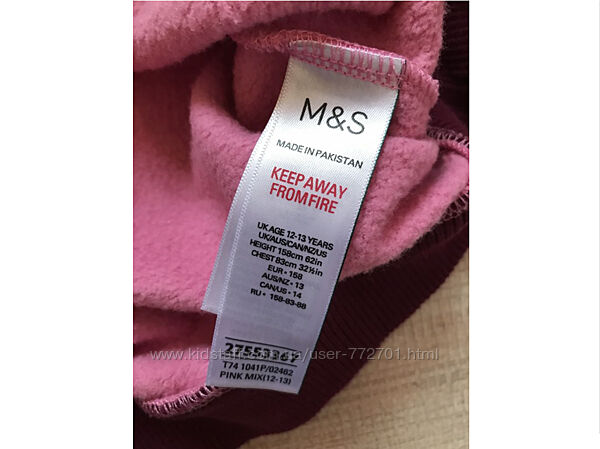 M&S
MADE IN PAKISTAN
KEEP AWAY
FROM FIRE
UK AGE 12-13 YEARS
UK/AUS/CAN/NZ/US
HEIGHT 158cm 62in
CHEST 83cm 32½in
EUR • 158
AUS/NZ • 13
CAN/US • 14
RU • 158-83-88
27553367
www.kidstaff.com.ua/user-772701.html
T74 1041P/02462
PINK MIX(12-13)